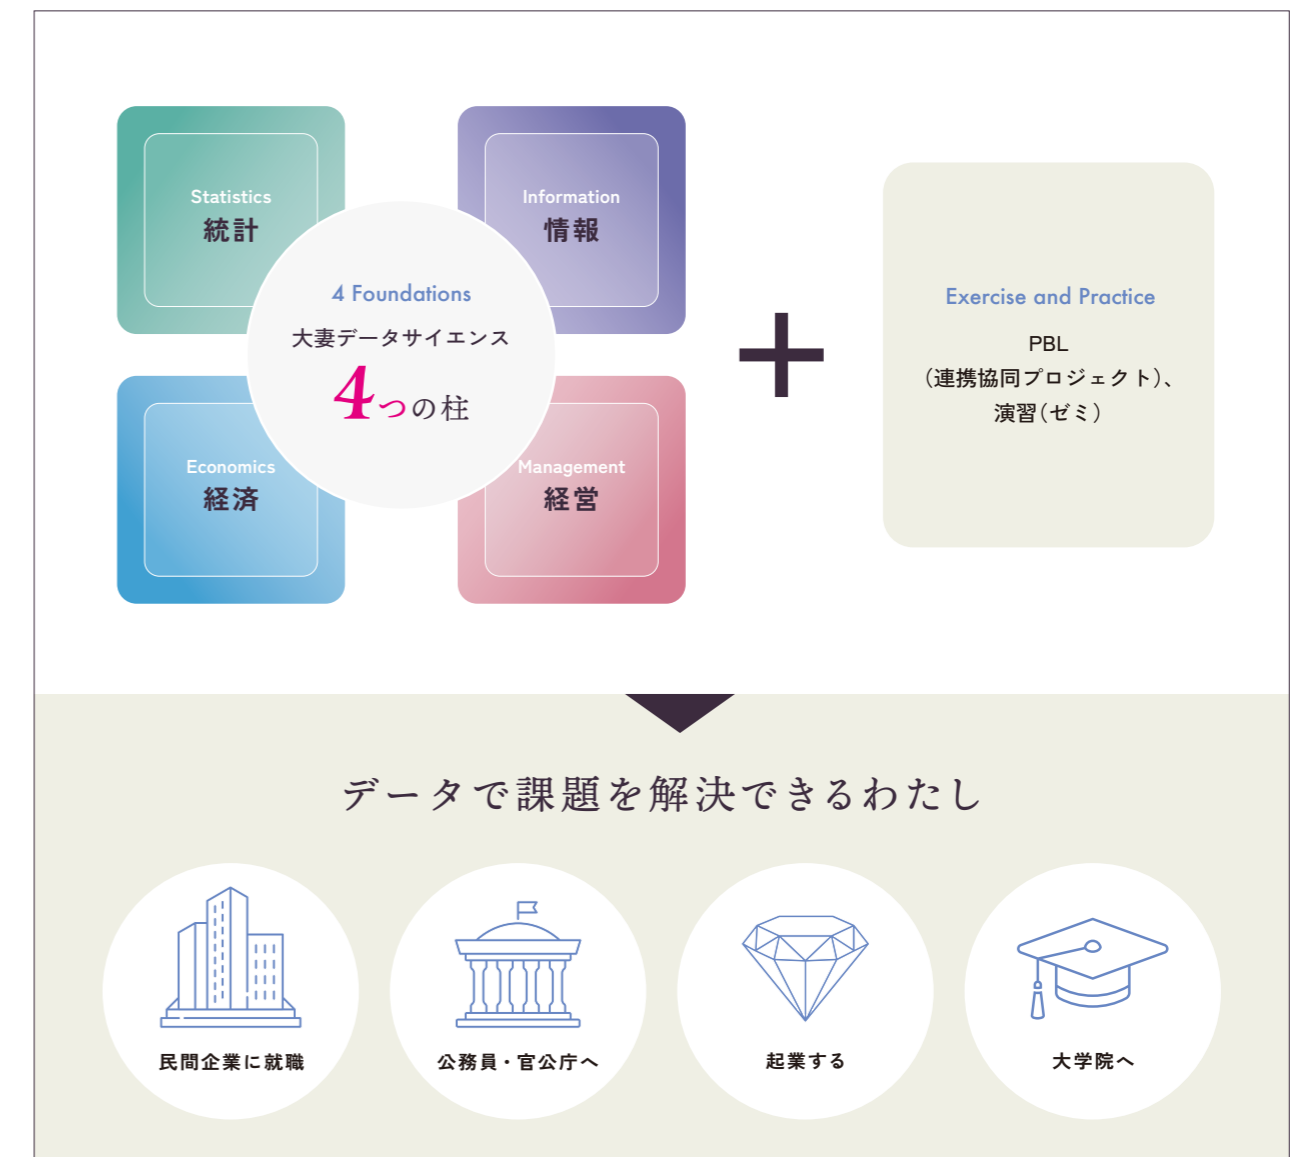 Statistics
統計
Information
情報
4 Foundations
大妻データサイエンス
4つの柱
Economics
経済
Management
経営
Exercise and Practice
PBL
（連携協同プロジェクト）、
演習（ゼミ）
データで課題を解決できるわたし
民間企業に就職
公務員・官公庁へ
起業する
大学院へ